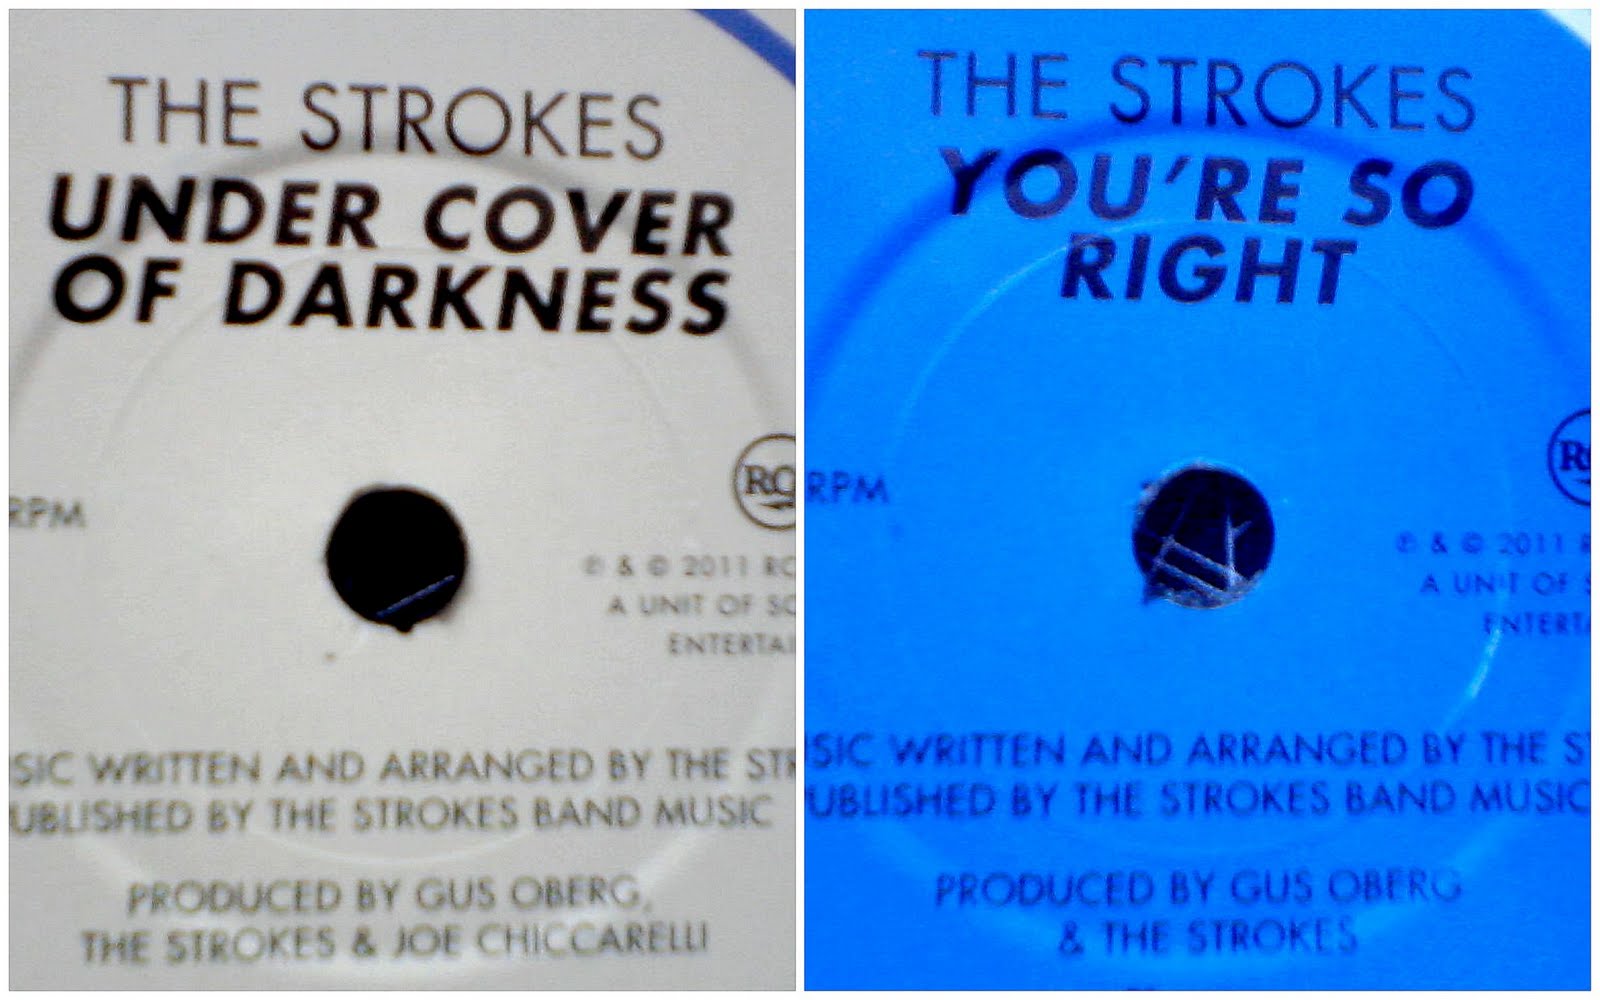 THE STROKES
UNDER COVER
OF DARKNESS
RPM
RC
℗ & © 2011 RC
A UNIT OF SO
ENTERTAI
SIC WRITTEN AND ARRANGED BY THE STR
UBLISHED BY THE STROKES BAND MUSIC
PRODUCED BY GUS OBERG,
THE STROKES & JOE CHICCARELLI
THE STROKES
YOU'RE SO
RIGHT
RPM
R
℗ & © 2011 R
A UNIT OF S
ENTERTA
SIC WRITTEN AND ARRANGED BY THE ST
UBLISHED BY THE STROKES BAND MUSIC
PRODUCED BY GUS OBERG
& THE STROKES